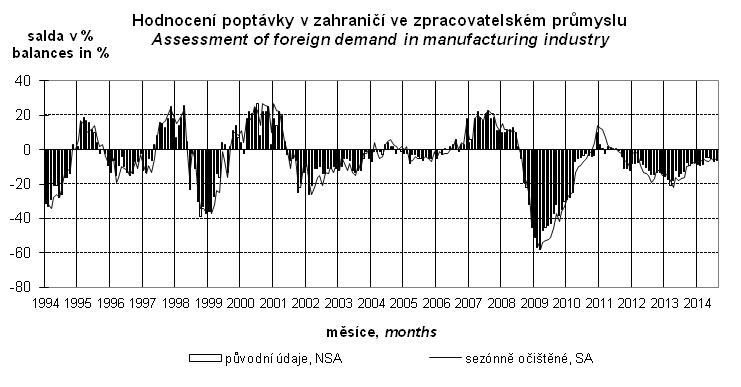 Hodnocení poptávky v zahraničí ve zpracovatelském průmyslu
Assessment of foreign demand in manufacturing industry
salda v %
balances in %
40
20
0
-20
-40
-60
-80
1994 1995 1996 1997 1998 1999 2000 2001 2002 2003 2004 2005 2006 2007 2008 2009 2010 2011 2012 2013 2014
měsíce, months
původní údaje, NSA
sezónně očištěné, SA